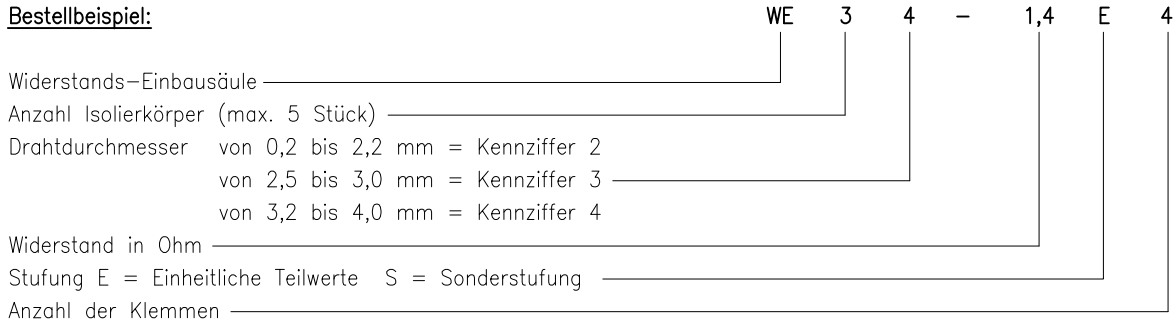 Bestellbeispiel: WE 3 4 – 1,4 E 4
Widerstands–Einbausäule
Anzahl Isolierkörper (max. 5 Stück)
Drahtdurchmesser von 0,2 bis 2,2 mm = Kennziffer 2
von 2,5 bis 3,0 mm = Kennziffer 3
von 3,2 bis 4,0 mm = Kennziffer 4
Widerstand in Ohm
Stufung E = Einheitliche Teilwerte S = Sonderstufung
Anzahl der Klemmen